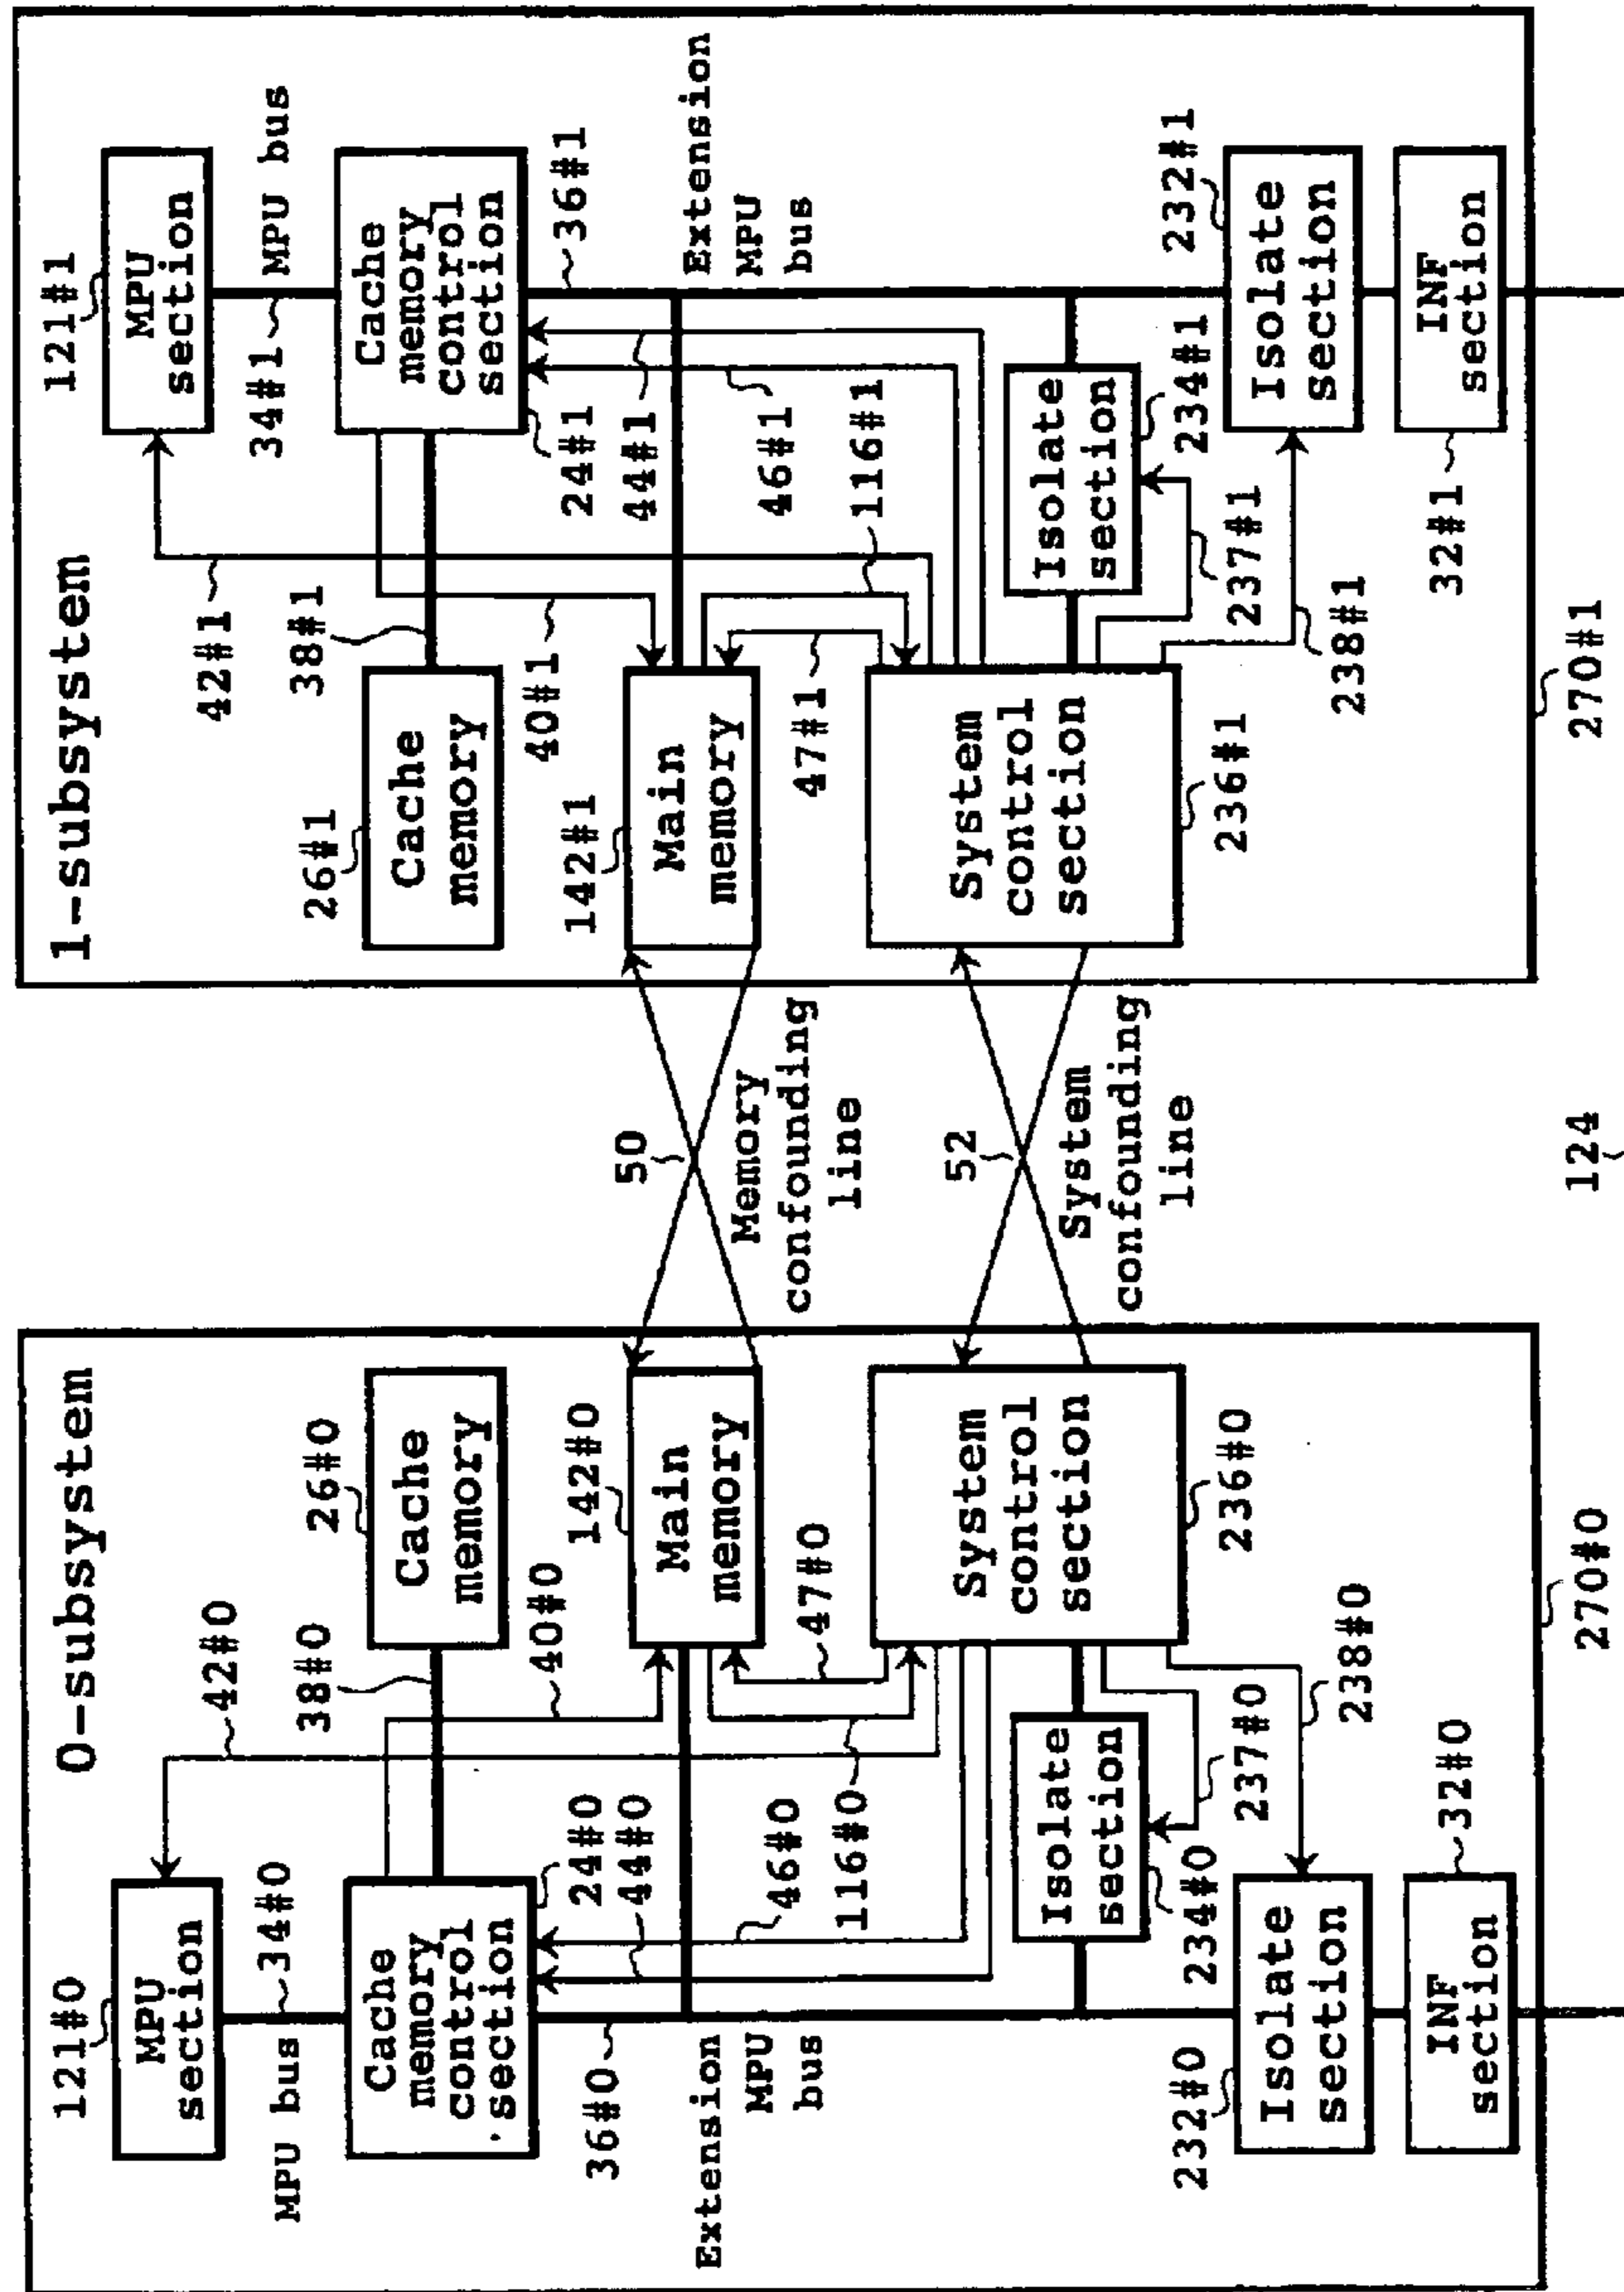 0-subsystem
121#0
MPU
section
42#0
MPU bus
34#0
38#0
26#0
Cache
memory
control
section
Cache
memory
40#0
24#0
44#0
142#0
36#0
Main
memory
Extension
MPU
bus
46#0
116#0
47#0
System
control
section
Isolate
section
234#0
236#0
237#0
232#0
Isolate
section
238#0
INF
section
32#0
270#0
50
Memory
confounding
line
52
System
confounding
line
124
1-subsystem
121#1
MPU
section
42#1
34#1
MPU bus
38#1
26#1
Cache
memory
Cache
memory
control
section
40#1
24#1
44#1
36#1
142#1
Main
memory
Extension
MPU
bus
46#1
116#1
47#1
System
control
section
Isolate
section
234#1
236#1
237#1
232#1
Isolate
section
238#1
INF
section
32#1
270#1